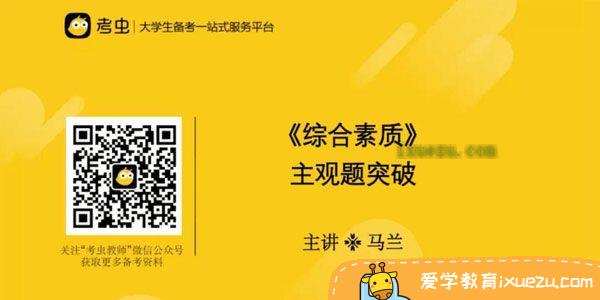 考虫 | 大学生备考一站式服务平台
《综合素质》
ixuezu.com
主观题突破
主讲 马兰
关注“考虫教师”微信公众号
获取更多备考资料
爱学教育ixuezu.com